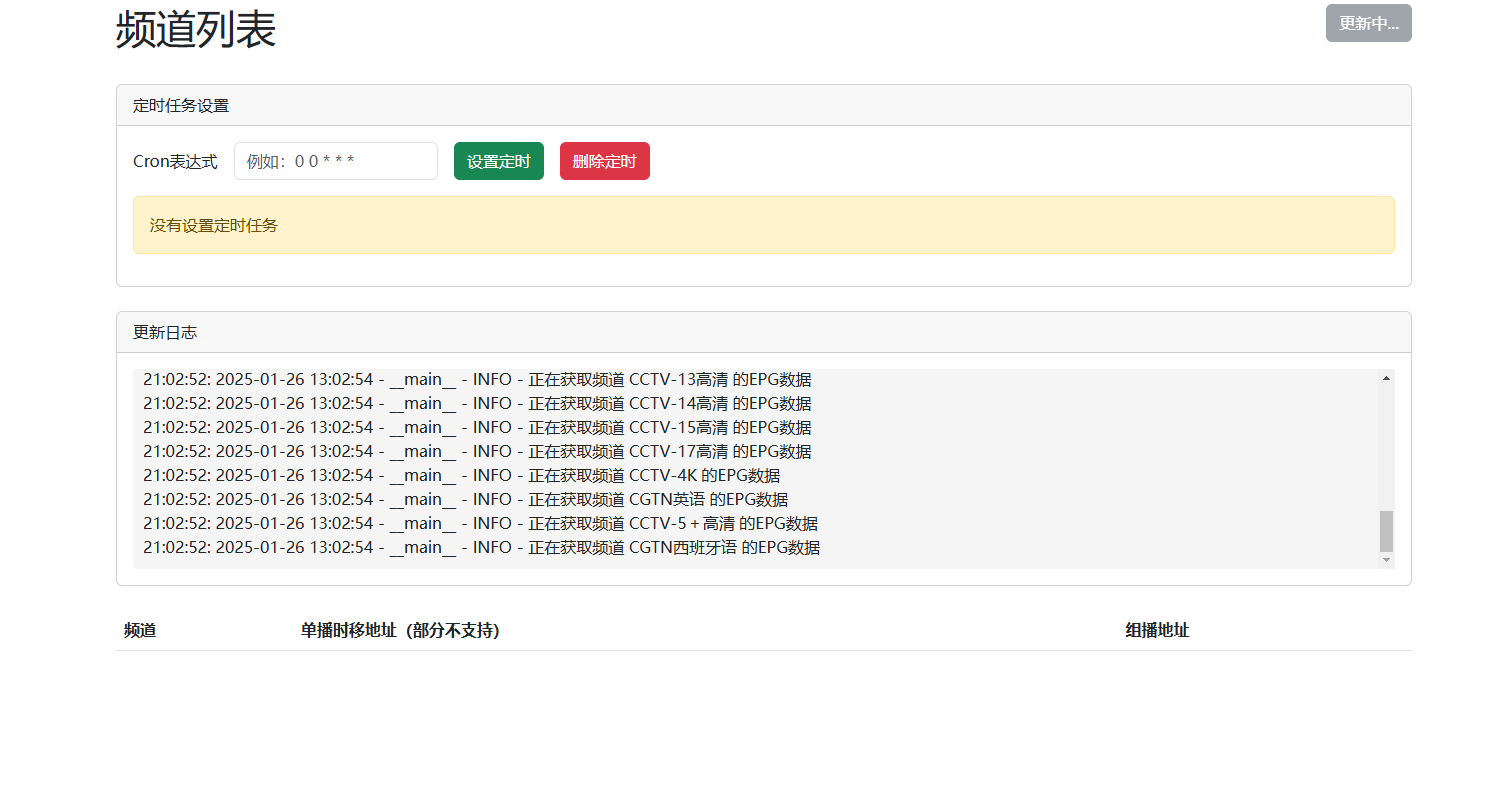 频道列表
更新中...
定时任务设置
Cron表达式 例如：0 0 * * * 设置定时 删除定时
没有设置定时任务
更新日志
21:02:52: 2025-01-26 13:02:54 - __main__ - INFO - 正在获取频道 CCTV-13高清 的EPG数据
21:02:52: 2025-01-26 13:02:54 - __main__ - INFO - 正在获取频道 CCTV-14高清 的EPG数据
21:02:52: 2025-01-26 13:02:54 - __main__ - INFO - 正在获取频道 CCTV-15高清 的EPG数据
21:02:52: 2025-01-26 13:02:54 - __main__ - INFO - 正在获取频道 CCTV-17高清 的EPG数据
21:02:52: 2025-01-26 13:02:54 - __main__ - INFO - 正在获取频道 CCTV-4K 的EPG数据
21:02:52: 2025-01-26 13:02:54 - __main__ - INFO - 正在获取频道 CGTN英语 的EPG数据
21:02:52: 2025-01-26 13:02:54 - __main__ - INFO - 正在获取频道 CCTV-5＋高清 的EPG数据
21:02:52: 2025-01-26 13:02:54 - __main__ - INFO - 正在获取频道 CGTN西班牙语 的EPG数据
频道 单播时移地址（部分不支持） 组播地址